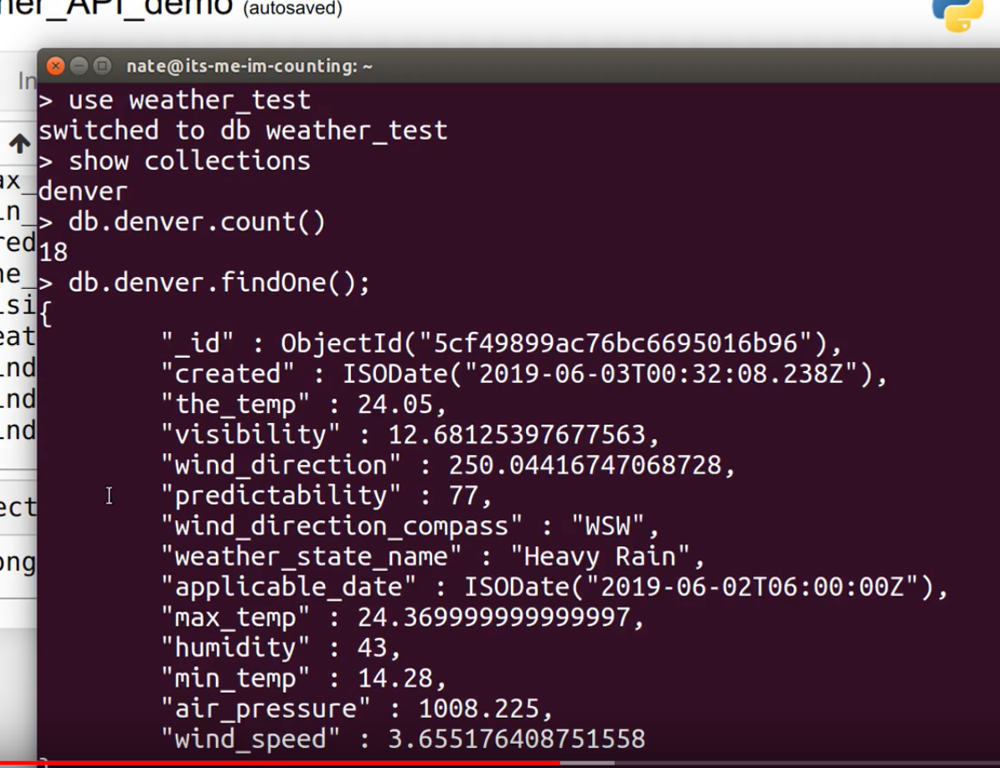 her_API_demo (autosaved)
nate@its-me-im-counting: ~
In
> use weather_test
switched to db weather_test
> show collections
denver
> db.denver.count()
18
> db.denver.findOne();
{
"_id" : ObjectId("5cf49899ac76bc6695016b96"),
"created" : ISODate("2019-06-03T00:32:08.238Z"),
"the_temp" : 24.05,
"visibility" : 12.68125397677563,
"wind_direction" : 250.04416747068728,
"predictability" : 77,
"wind_direction_compass" : "WSW",
"weather_state_name" : "Heavy Rain",
"applicable_date" : ISODate("2019-06-02T06:00:00Z"),
"max_temp" : 24.369999999999997,
"humidity" : 43,
"min_temp" : 14.28,
"air_pressure" : 1008.225,
"wind_speed" : 3.655176408751558
}